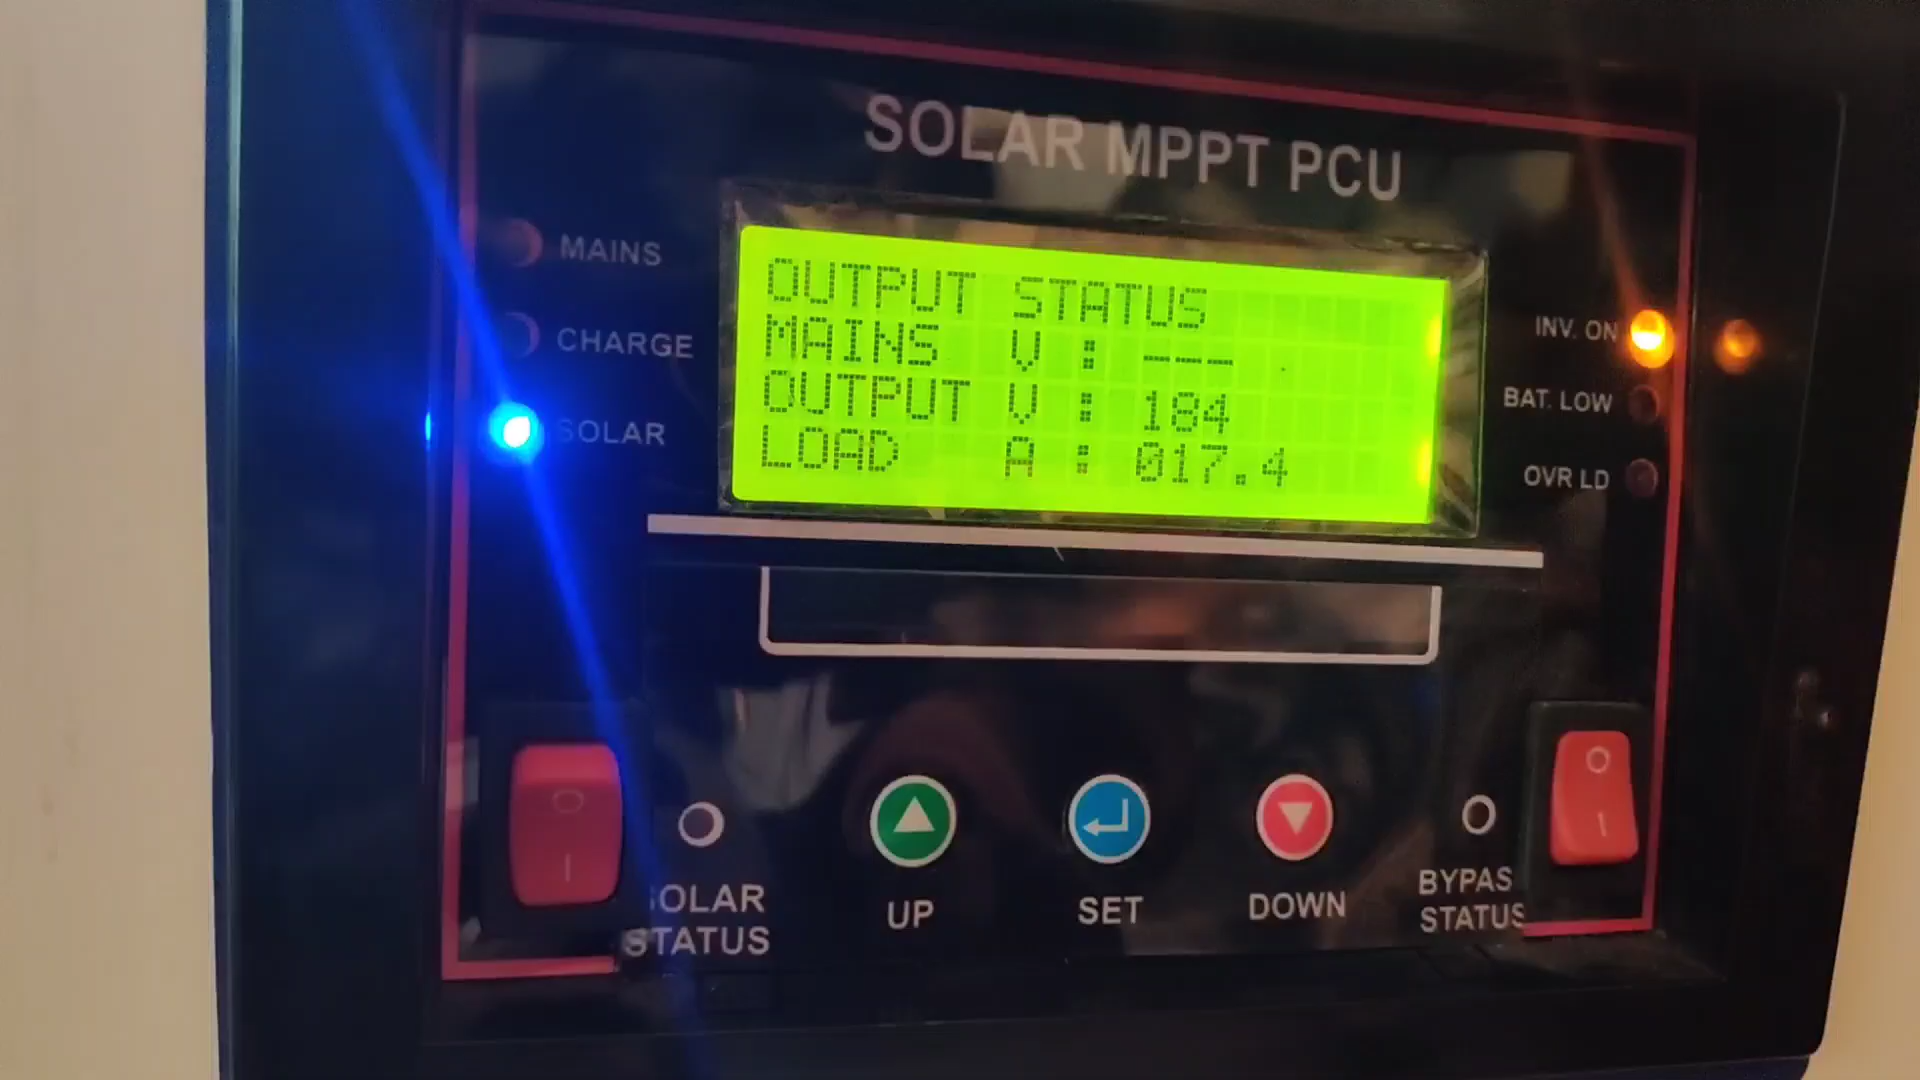 SOLAR MPPT PCU
MAINS
CHARGE
SOLAR
OUTPUT STATUS
MAINS V : ---
OUTPUT V : 184
LOAD A : 017.4
INV. ON
BAT. LOW
OVR LD
SOLAR
STATUS
UP
SET
DOWN
BYPAS
STATUS